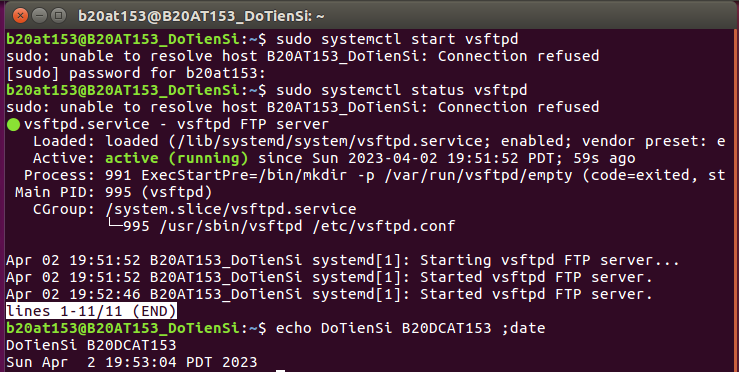 b20at153@B20AT153_DoTienSi: ~
b20at153@B20AT153_DoTienSi:~$ sudo systemctl start vsftpd
sudo: unable to resolve host B20AT153_DoTienSi: Connection refused
[sudo] password for b20at153:
b20at153@B20AT153_DoTienSi:~$ sudo systemctl status vsftpd
sudo: unable to resolve host B20AT153_DoTienSi: Connection refused
● vsftpd.service - vsftpd FTP server
   Loaded: loaded (/lib/systemd/system/vsftpd.service; enabled; vendor preset: e
   Active: active (running) since Sun 2023-04-02 19:51:52 PDT; 59s ago
  Process: 991 ExecStartPre=/bin/mkdir -p /var/run/vsftpd/empty (code=exited, st
 Main PID: 995 (vsftpd)
   CGroup: /system.slice/vsftpd.service
           └─995 /usr/sbin/vsftpd /etc/vsftpd.conf
Apr 02 19:51:52 B20AT153_DoTienSi systemd[1]: Starting vsftpd FTP server...
Apr 02 19:51:52 B20AT153_DoTienSi systemd[1]: Started vsftpd FTP server.
Apr 02 19:52:46 B20AT153_DoTienSi systemd[1]: Started vsftpd FTP server.
lines 1-11/11 (END)
b20at153@B20AT153_DoTienSi:~$ echo DoTienSi B20DCAT153 ;date
DoTienSi B20DCAT153
Sun Apr  2 19:53:04 PDT 2023